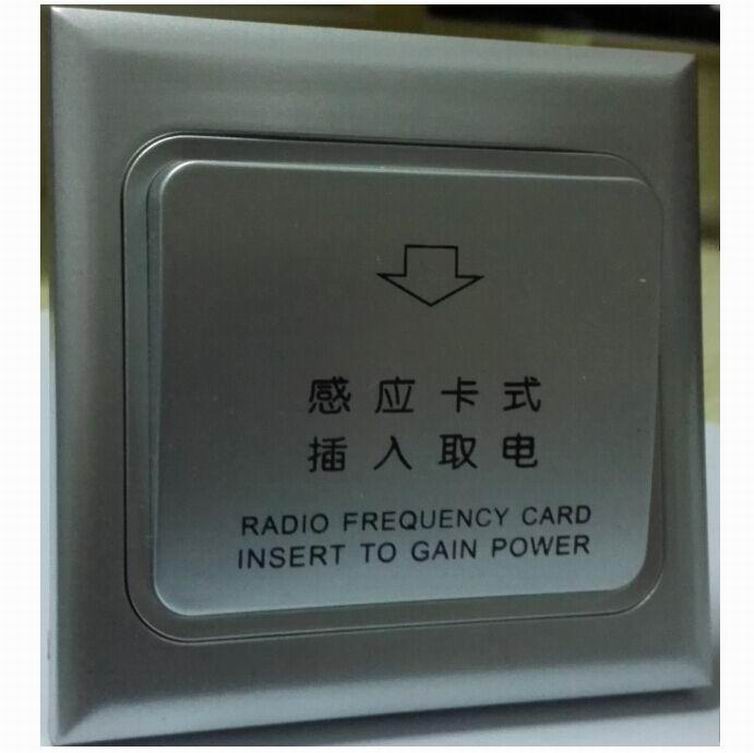 感应卡式
插入取电
RADIO FREQUENCY CARD
INSERT TO GAIN POWER